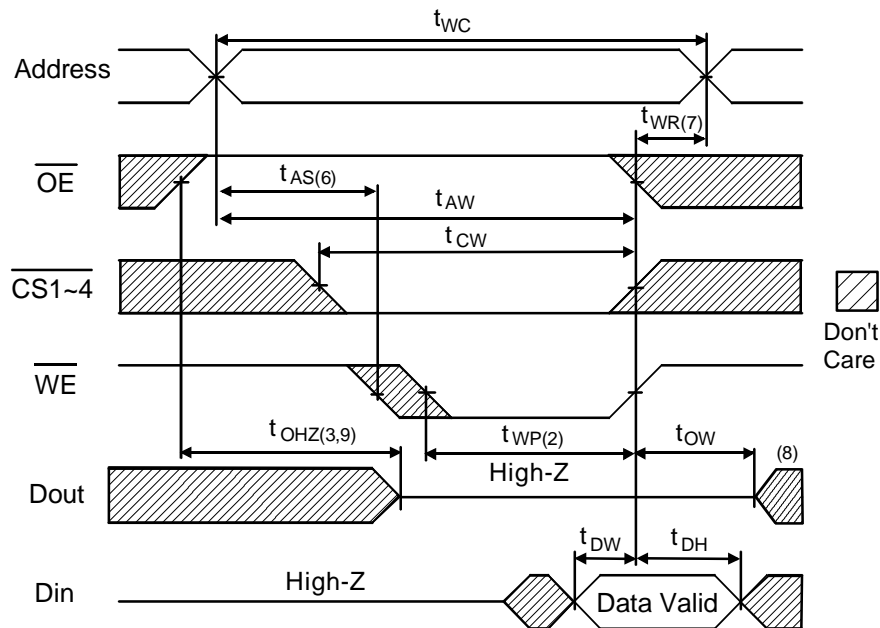 tWC
Address
tWR(7)
OE
tAS(6)
tAW
tCW
CS1~4
Don't
Care
WE
tOHZ(3,9)
tWP(2)
tOW
High-Z
(8)
Dout
tDW
tDH
High-Z
Din
Data Valid